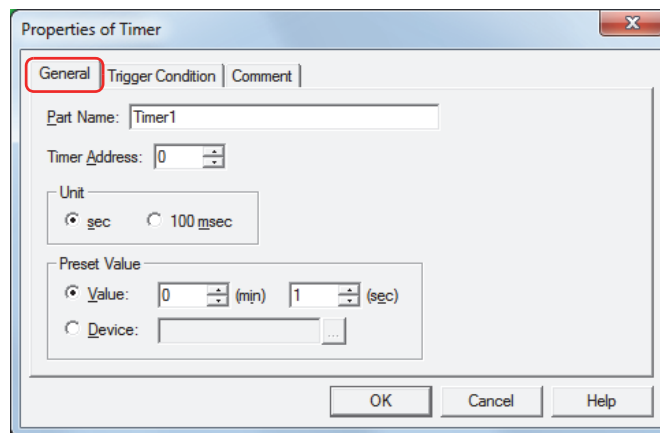 Properties of Timer
General Trigger Condition Comment
Part Name: Timer1
Timer Address: 0
Unit
sec 100 msec
Preset Value
Value: 0 (min) 1 (sec)
Device: ...
OK Cancel Help